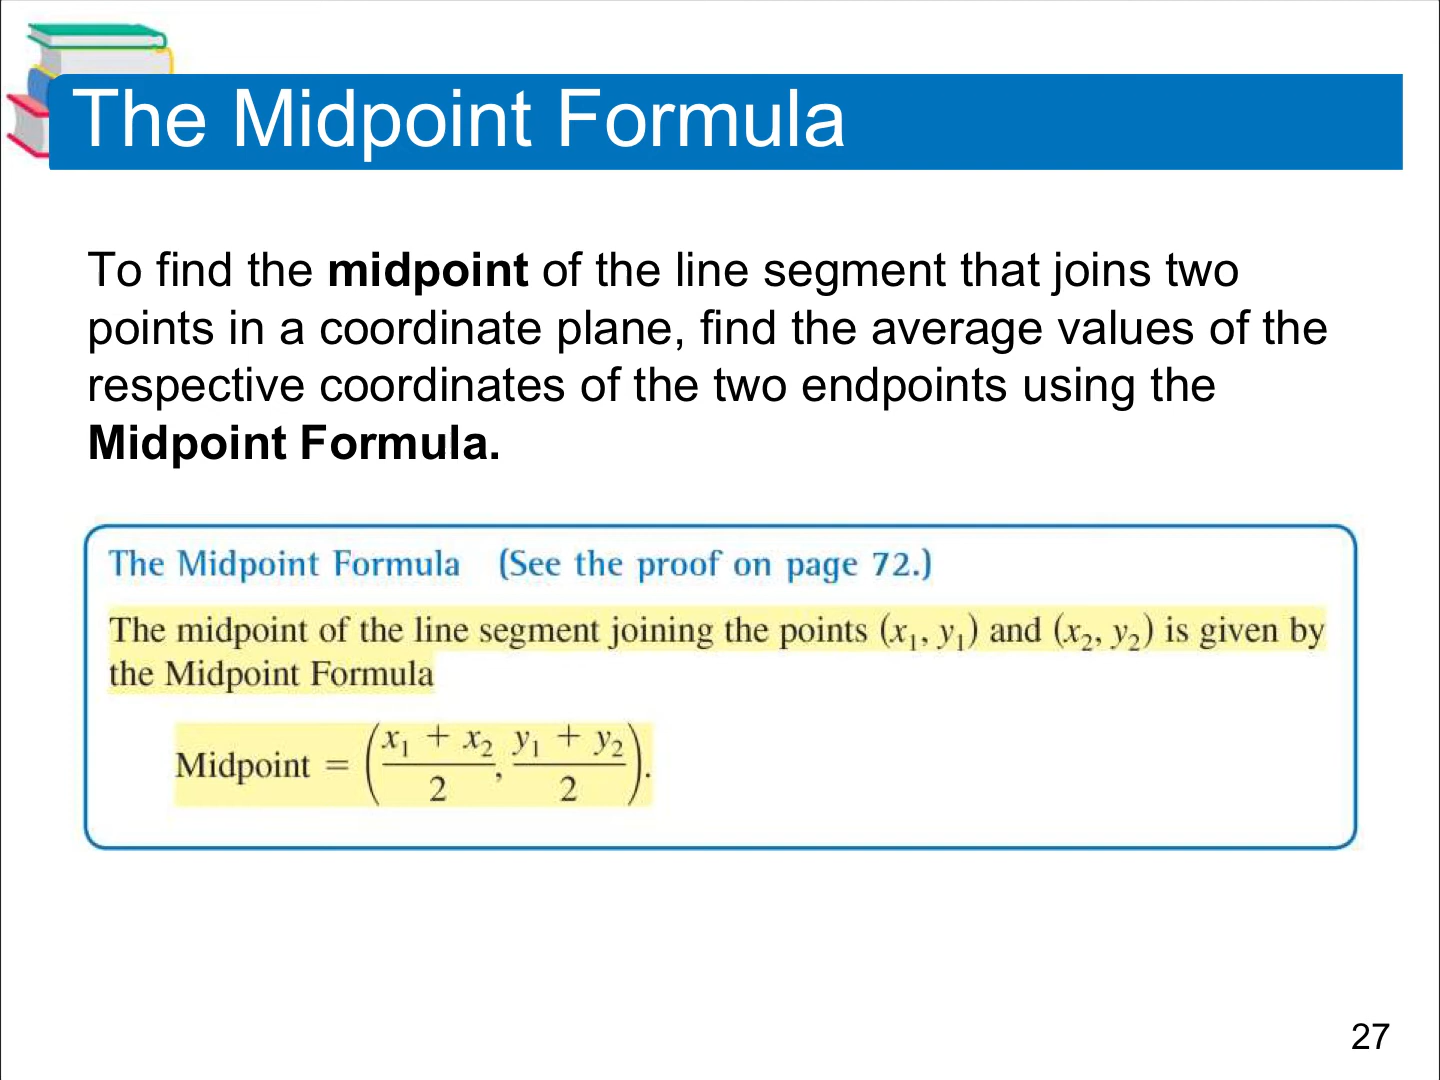 The Midpoint Formula
To find the midpoint of the line segment that joins two
points in a coordinate plane, find the average values of the
respective coordinates of the two endpoints using the
Midpoint Formula.
The Midpoint Formula (See the proof on page 72.)
The midpoint of the line segment joining the points (x₁, y₁) and (x₂, y₂) is given by
the Midpoint Formula
Midpoint = (x₁ + x₂ / 2, y₁ + y₂ / 2).
27